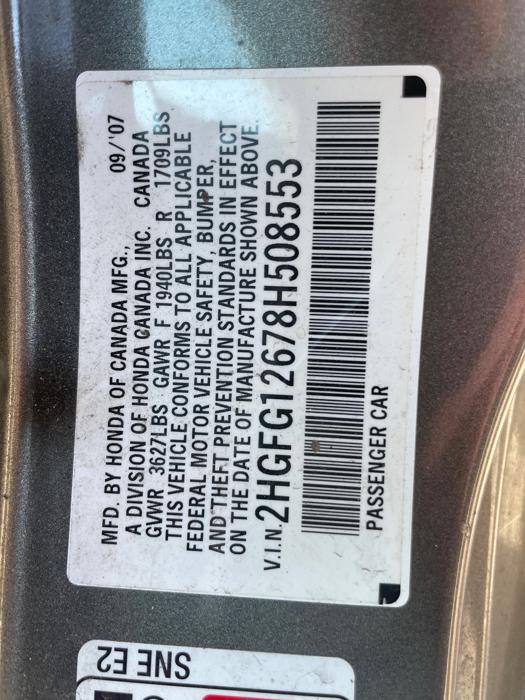 MFD. BY HONDA OF CANADA MFG., 09/'07
A DIVISION OF HONDA CANADA INC. CANADA
GVWR 3627LBS GAWR F 1940LBS R 1709LBS
THIS VEHICLE CONFORMS TO ALL APPLICABLE
FEDERAL MOTOR VEHICLE SAFETY, BUMPER,
AND THEFT PREVENTION STANDARDS IN EFFECT
ON THE DATE OF MANUFACTURE SHOWN ABOVE.
V.I.N. 2HGFG12678H508553
PASSENGER CAR
SNE E2